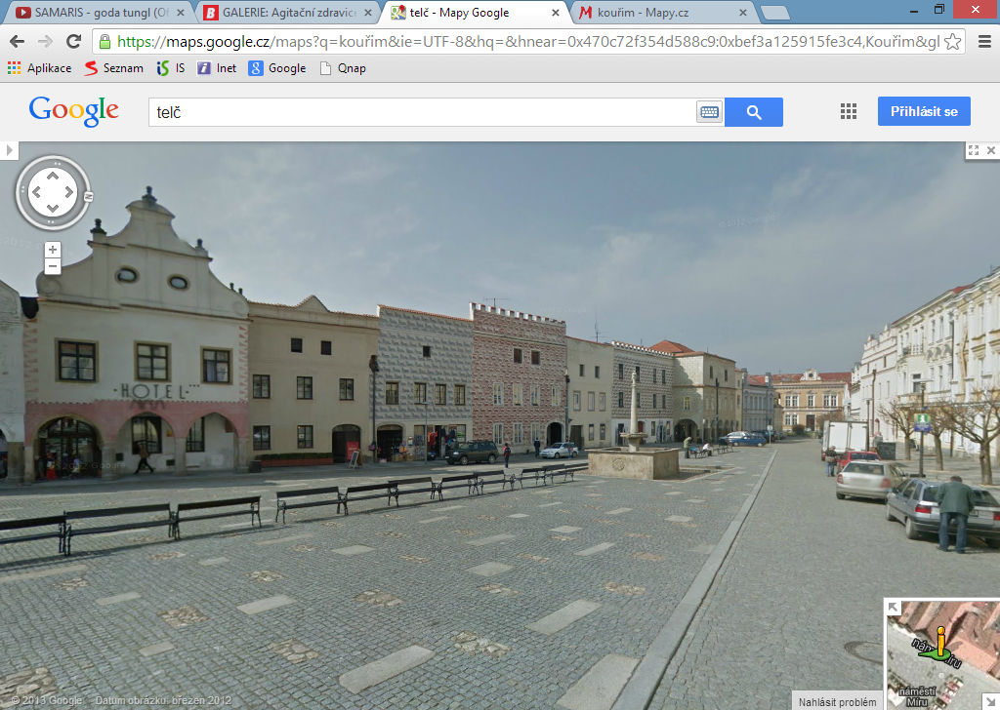 SAMARIS - goda tungl (Of
GALERIE: Agitační zdravice
telč - Mapy Google
kouřim - Mapy.cz
https://maps.google.cz/maps?q=kouřim&ie=UTF-8&hq=&hnear=0x470c72f354d588c9:0xbef3a125915fe3c4,Kouřim&gl
Aplikace
Seznam
IS
Inet
Google
Qnap
Google
telč
Přihlásit se
HOTEL
náměstí
Míru
© 2013 Google
Datum obrázku: březen 2012
Nahlásit problém